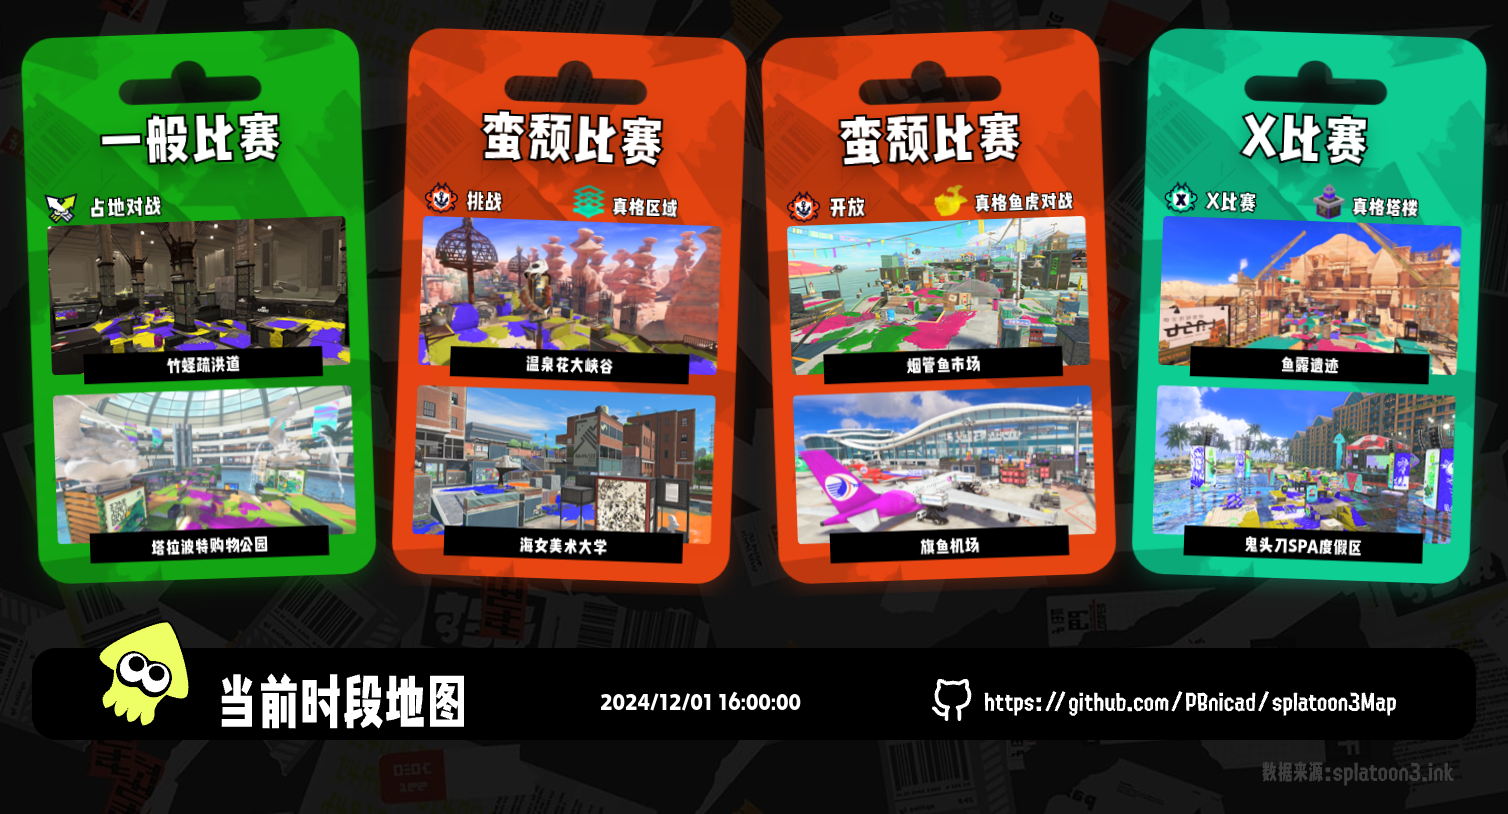 一般比赛
占地对战
竹蛏疏洪道
塔拉波特购物公园
蛮颓比赛
挑战
真格区域
温泉花大峡谷
海女美术大学
蛮颓比赛
开放
真格鱼虎对战
烟管鱼市场
旗鱼机场
X比赛
X比赛
真格塔楼
鱼露遗迹
鬼头刀SPA度假区
当前时段地图
2024/12/01 16:00:00
https://github.com/PBnicad/splatoon3Map
数据来源:splatoon3.ink